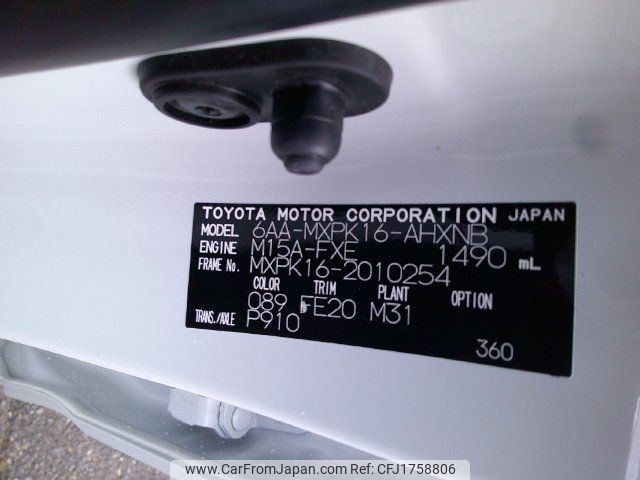 TOYOTA MOTOR CORPORATION JAPAN
MODEL 6AA-MXPK16-AHXNB
ENGINE M15A-FXE 1490 mL
FRAME No. MXPK16-2010254
COLOR TRIM PLANT OPTION
089 FE20 M31
TRANS./AXLE P910
360
www.CarFromJapan.com Ref No: CFJ1758806